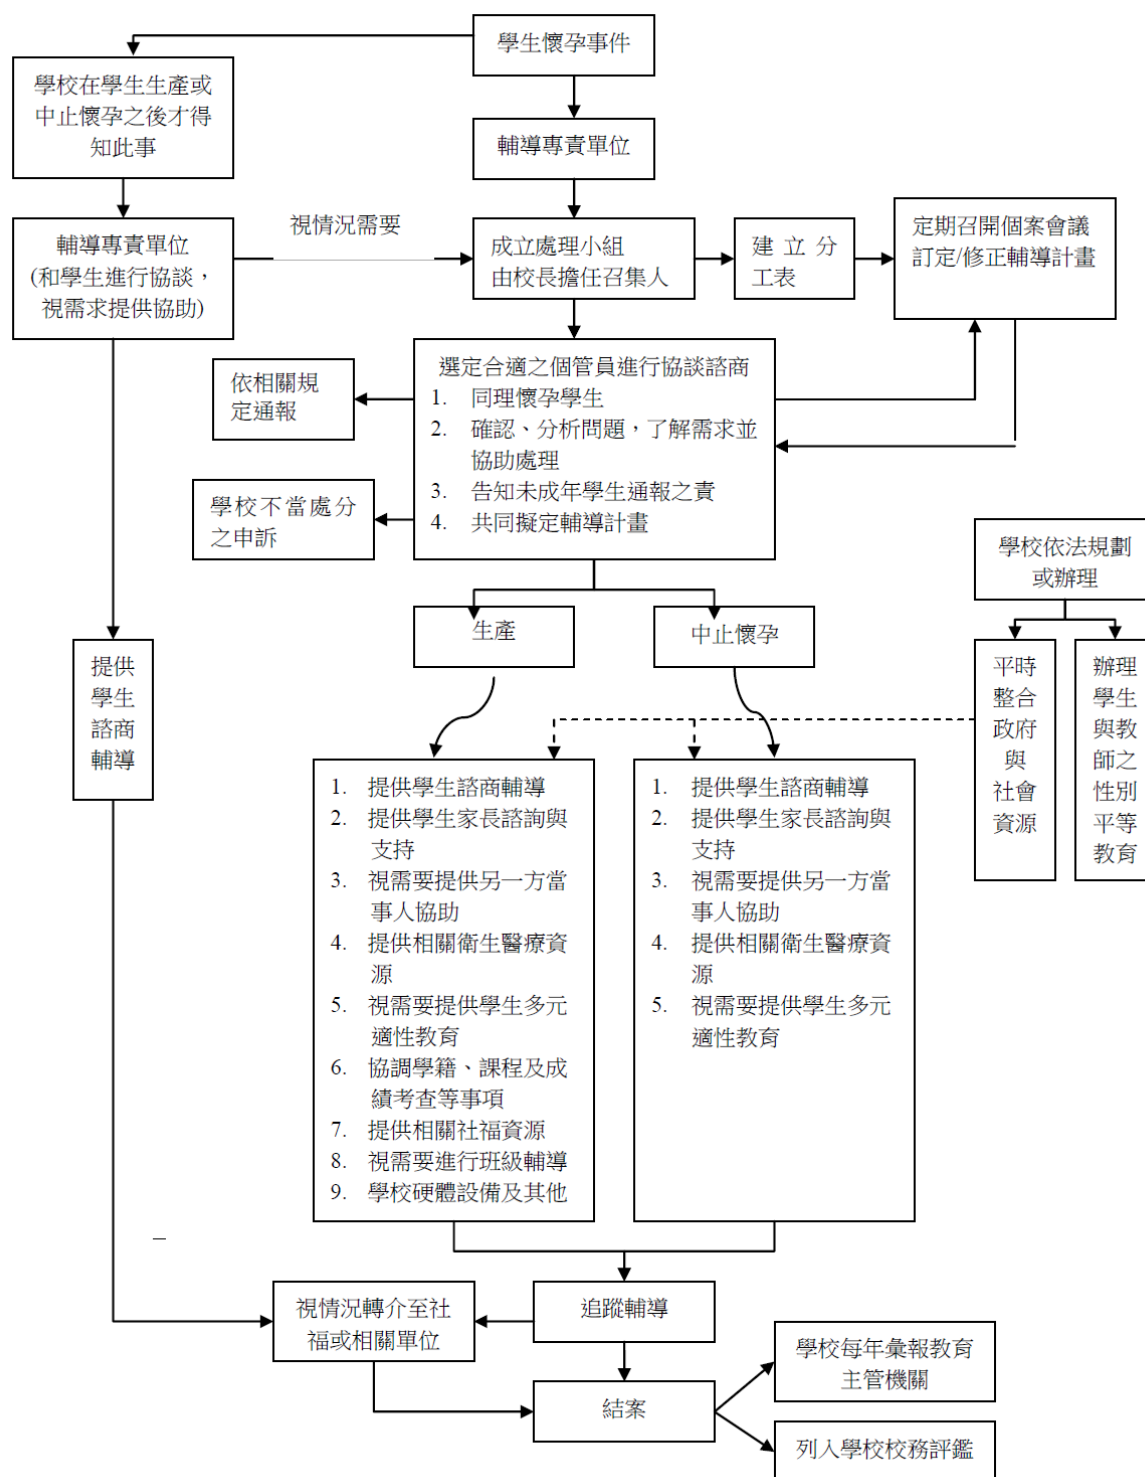 學生懷孕事件
學校在學生生產或
中止懷孕之後才得
知此事
輔導專責單位
輔導專責單位
(和學生進行協談，
視需求提供協助)
視情況需要
成立處理小組
由校長擔任召集人
建立分
工表
定期召開個案會議
訂定/修正輔導計畫
選定合適之個管員進行協談諮商
1. 同理懷孕學生
2. 確認、分析問題，了解需求並
協助處理
3. 告知未成年學生通報之責
4. 共同擬定輔導計畫
依相關規
定通報
學校不當處分
之申訴
學校依法規劃
或辦理
生產
中止懷孕
提供
學生
諮商
輔導
平時
整合
政府
與
社會
資源
辦理
學生
與教
師之
性別
平等
教育
1. 提供學生諮商輔導
2. 提供學生家長諮詢與
支持
3. 視需要提供另一方當
事人協助
4. 提供相關衛生醫療資
源
5. 視需要提供學生多元
適性教育
6. 協調學籍、課程及成
績考查等事項
7. 提供相關社福資源
8. 視需要進行班級輔導
9. 學校硬體設備及其他
1. 提供學生諮商輔導
2. 提供學生家長諮詢與
支持
3. 視需要提供另一方當
事人協助
4. 提供相關衛生醫療資
源
5. 視需要提供學生多元
適性教育
視情況轉介至社
福或相關單位
追蹤輔導
結案
學校每年彙報教育
主管機關
列入學校校務評鑑